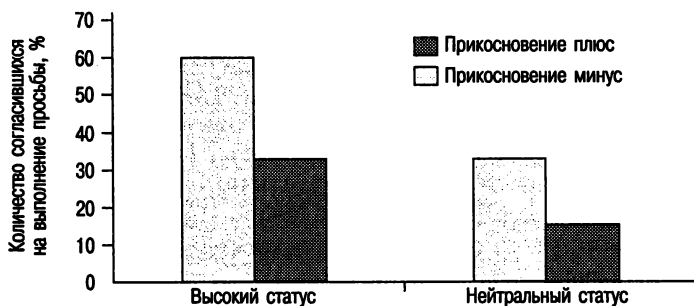 Количество согласившихся
на выполнение просьбы, %
70
60
50
40
30
20
10
0
Прикосновение плюс
Прикосновение минус
Высокий статус
Нейтральный статус